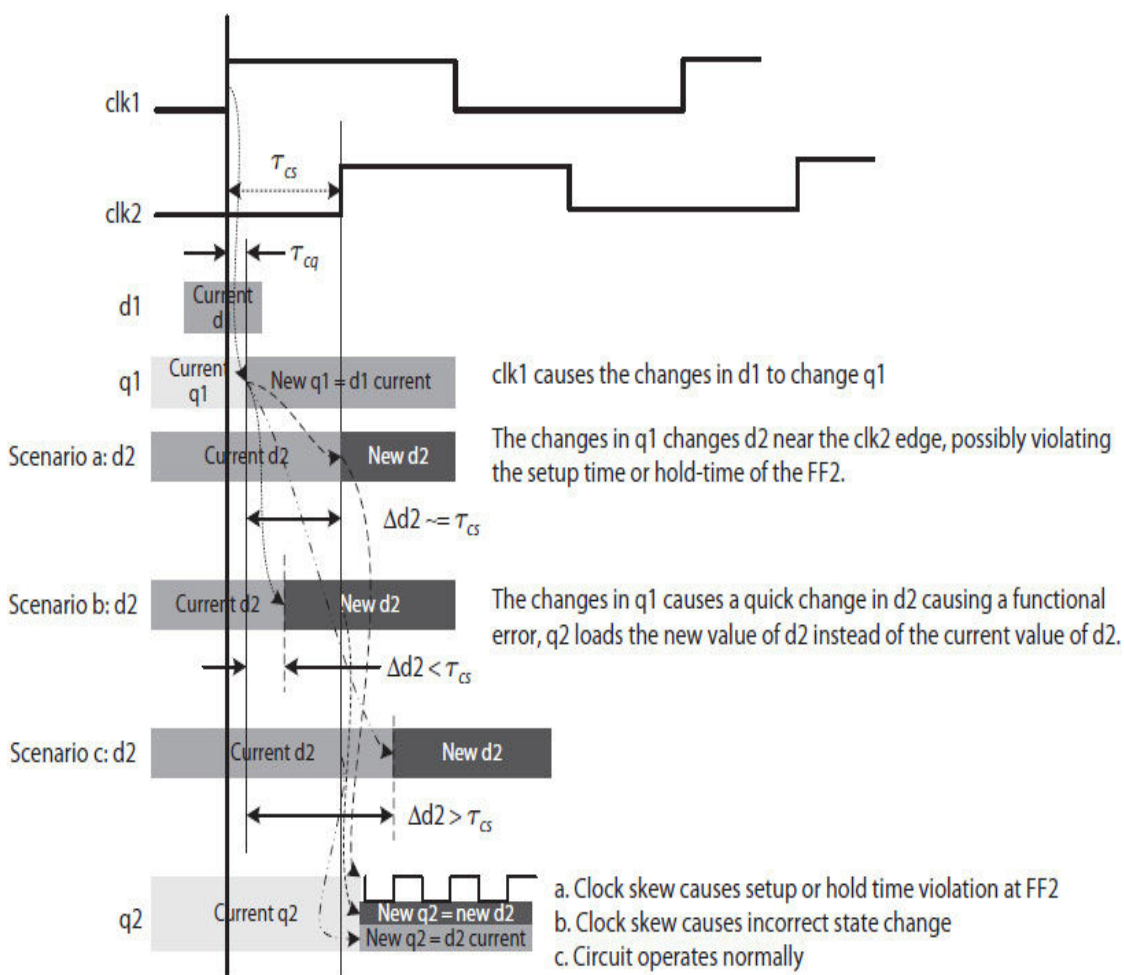 clk1
τcs
clk2
τcq
d1
Current
d1
q1
Current
q1
New q1 = d1 current
clk1 causes the changes in d1 to change q1
Scenario a: d2
Current d2
New d2
The changes in q1 changes d2 near the clk2 edge, possibly violating
the setup time or hold-time of the FF2.
Δd2 ~= τcs
Scenario b: d2
Current d2
New d2
The changes in q1 causes a quick change in d2 causing a functional
error, q2 loads the new value of d2 instead of the current value of d2.
Δd2 < τcs
Scenario c: d2
Current d2
New d2
Δd2 > τcs
q2
Current q2
New q2 = new d2
New q2 = d2 current
a. Clock skew causes setup or hold time violation at FF2
b. Clock skew causes incorrect state change
c. Circuit operates normally